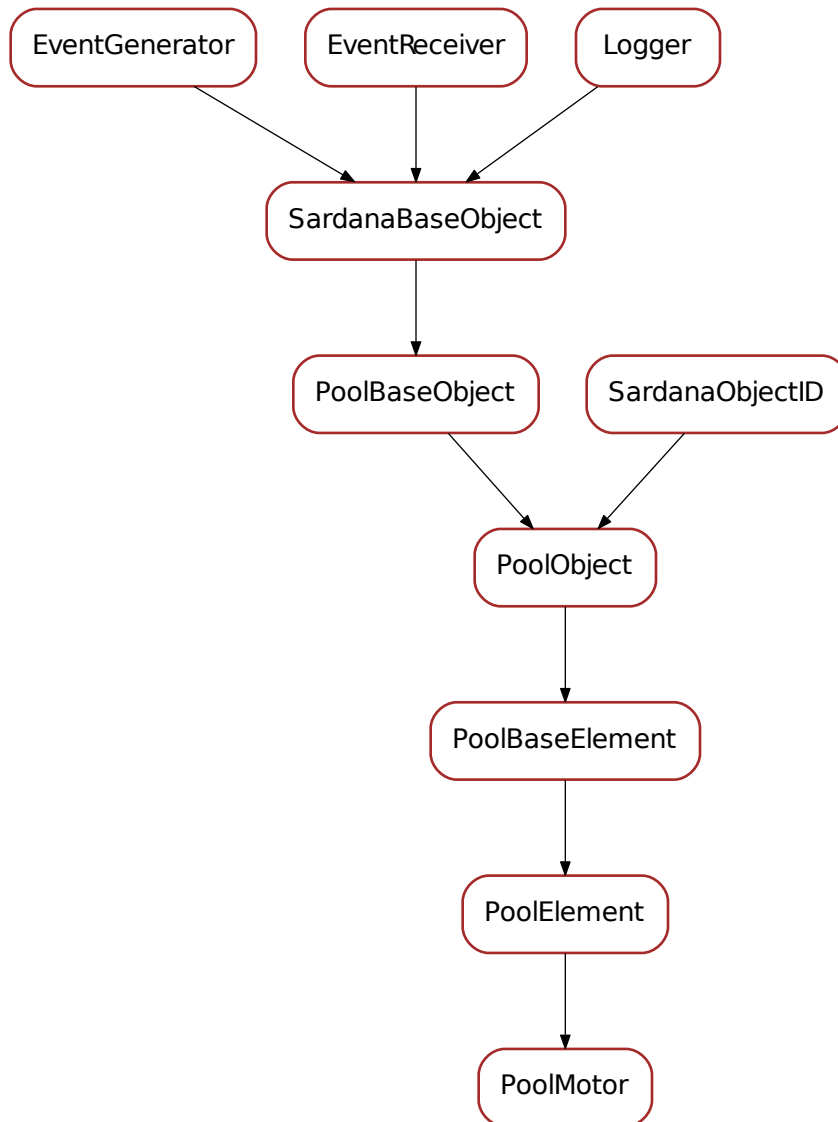 EventGenerator
EventReceiver
Logger
SardanaBaseObject
PoolBaseObject
SardanaObjectID
PoolObject
PoolBaseElement
PoolElement
PoolMotor